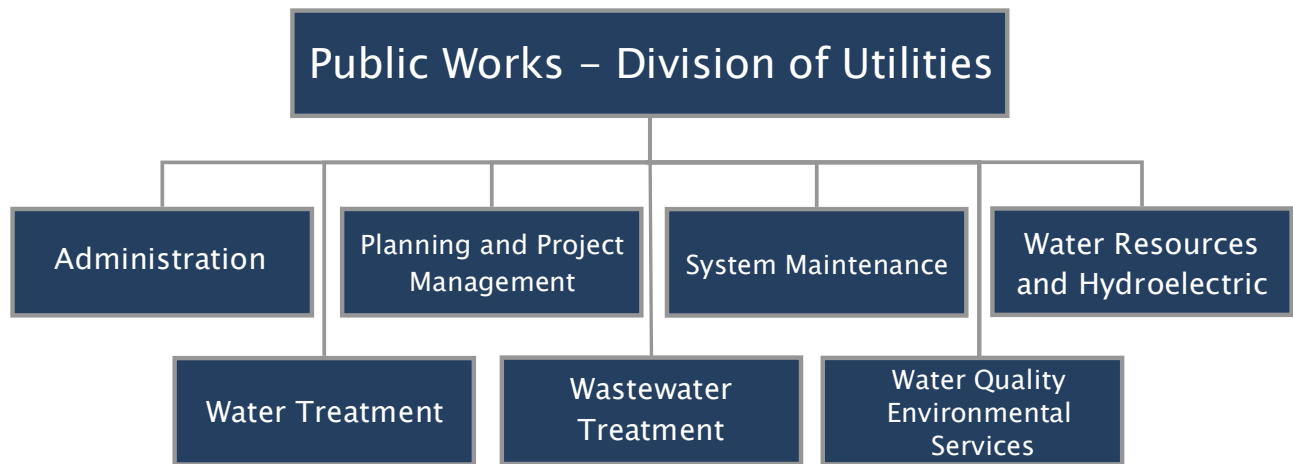 Public Works – Division of Utilities
Administration
Planning and Project
Management
System Maintenance
Water Resources
and Hydroelectric
Water Treatment
Wastewater
Treatment
Water Quality
Environmental
Services